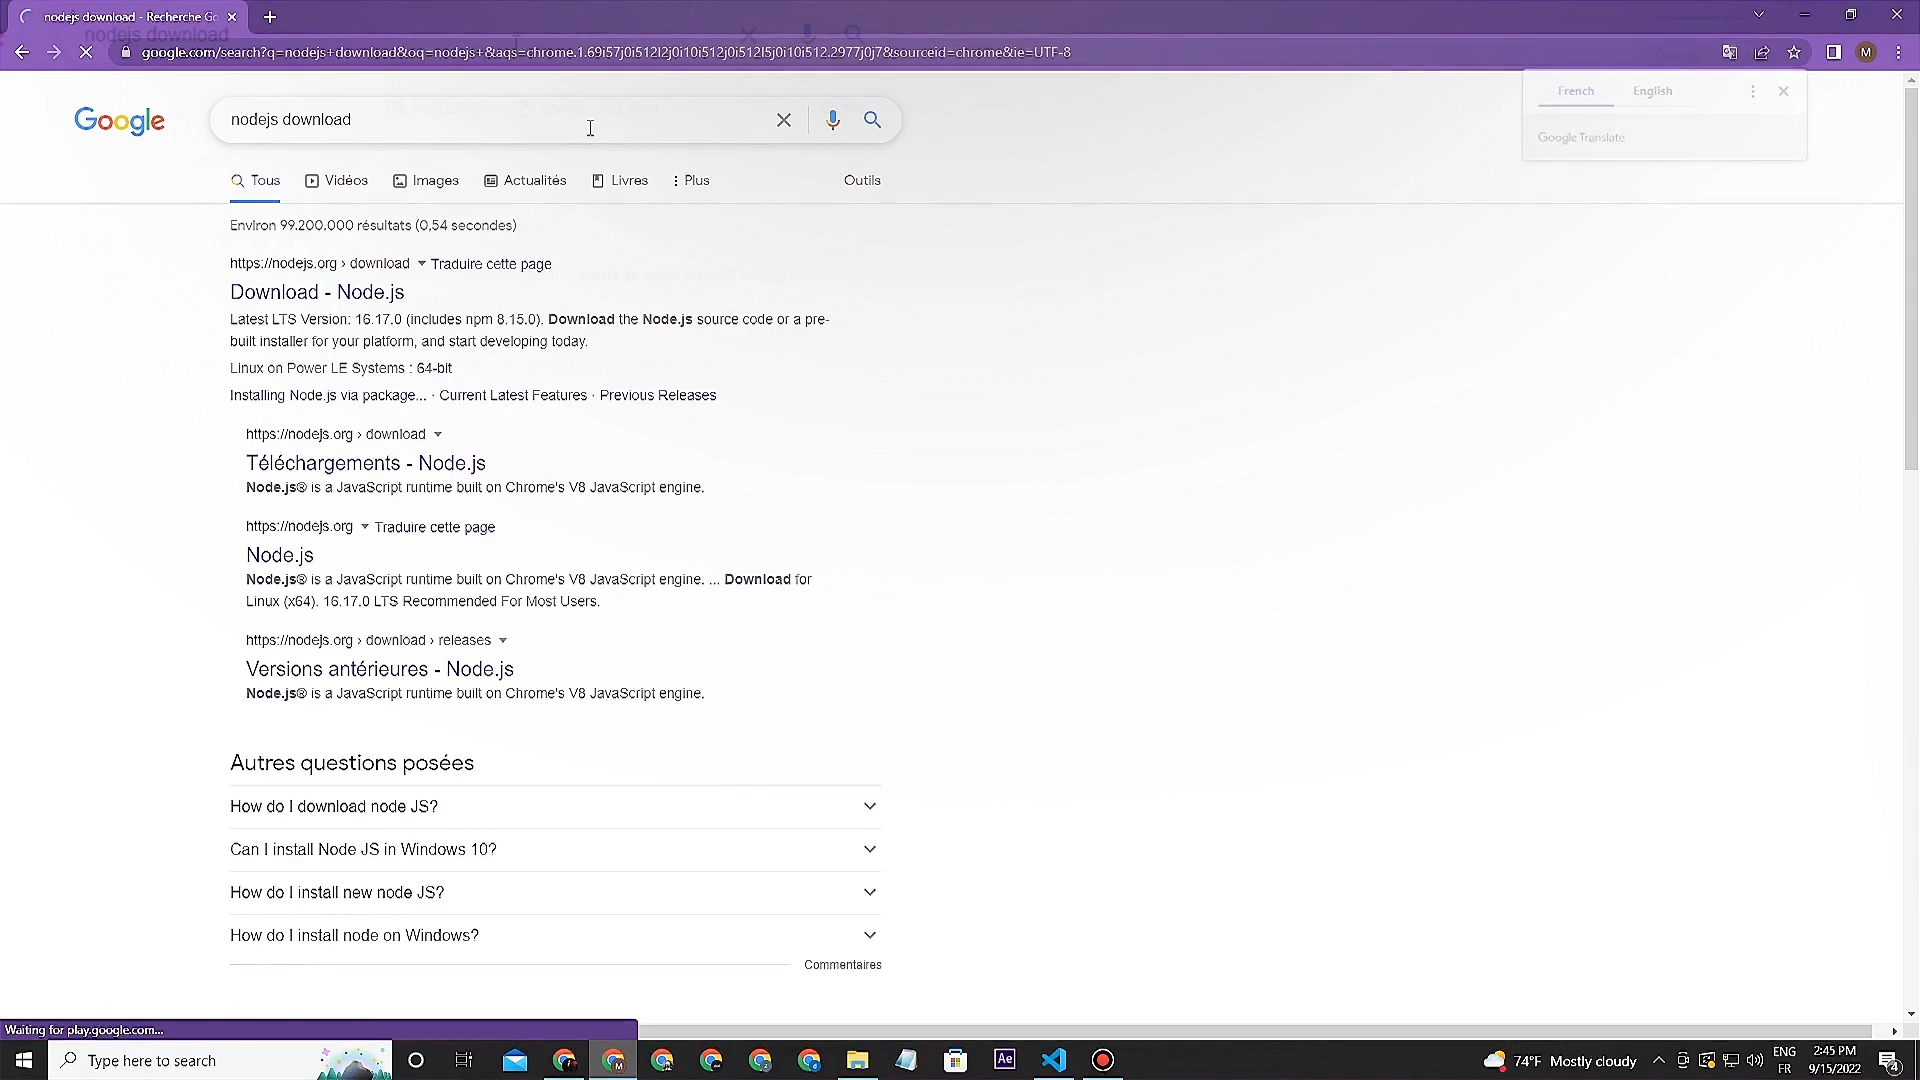 nodejs download - Recherche Go
nodejs download
google.com/search?q=nodejs+download&oq=nodejs+&aqs=chrome.1.69i57j0i512l2j0i10i512j0i512l5j0i10i512.2977j0j7&sourceid=chrome&ie=UTF-8
M
French English
Google
nodejs download
Google Translate
Tous Vidéos Images Actualités Livres Plus Outils
Environ 99.200.000 résultats (0,54 secondes)
https://nodejs.org › download Traduire cette page
Download - Node.js
Latest LTS Version: 16.17.0 (includes npm 8.15.0). Download the Node.js source code or a pre-
built installer for your platform, and start developing today.
Linux on Power LE Systems : 64-bit
Installing Node.js via package... · Current Latest Features · Previous Releases
https://nodejs.org › download
Téléchargements - Node.js
Node.js® is a JavaScript runtime built on Chrome's V8 JavaScript engine.
https://nodejs.org Traduire cette page
Node.js
Node.js® is a JavaScript runtime built on Chrome's V8 JavaScript engine. ... Download for
Linux (x64). 16.17.0 LTS Recommended For Most Users.
https://nodejs.org › download › releases
Versions antérieures - Node.js
Node.js® is a JavaScript runtime built on Chrome's V8 JavaScript engine.
Autres questions posées
How do I download node JS?
Can I install Node JS in Windows 10?
How do I install new node JS?
How do I install node on Windows?
Commentaires
Waiting for play.google.com...
Type here to search
M
Ae
74°F Mostly cloudy
ENG
FR
2:45 PM
9/15/2022
4